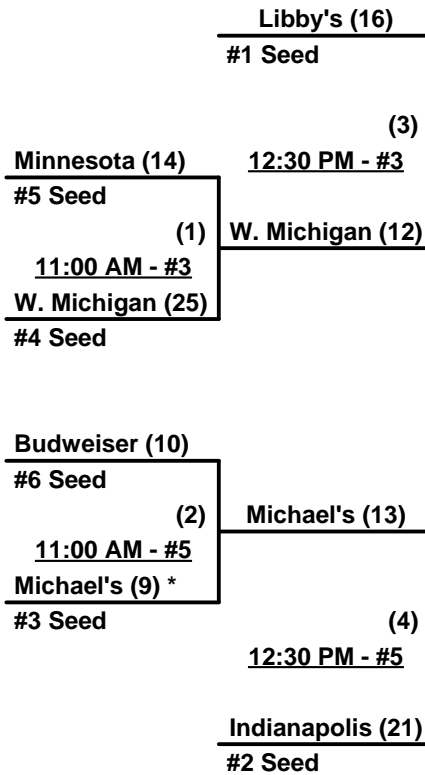 Libby's (16)
#1 Seed
(3)
Minnesota (14)
12:30 PM - #3
#5 Seed
(1)
W. Michigan (12)
11:00 AM - #3
W. Michigan (25)
#4 Seed
Budweiser (10)
#6 Seed
(2)
Michael's (13)
11:00 AM - #5
Michael's (9) *
#3 Seed
(4)
12:30 PM - #5
Indianapolis (21)
#2 Seed